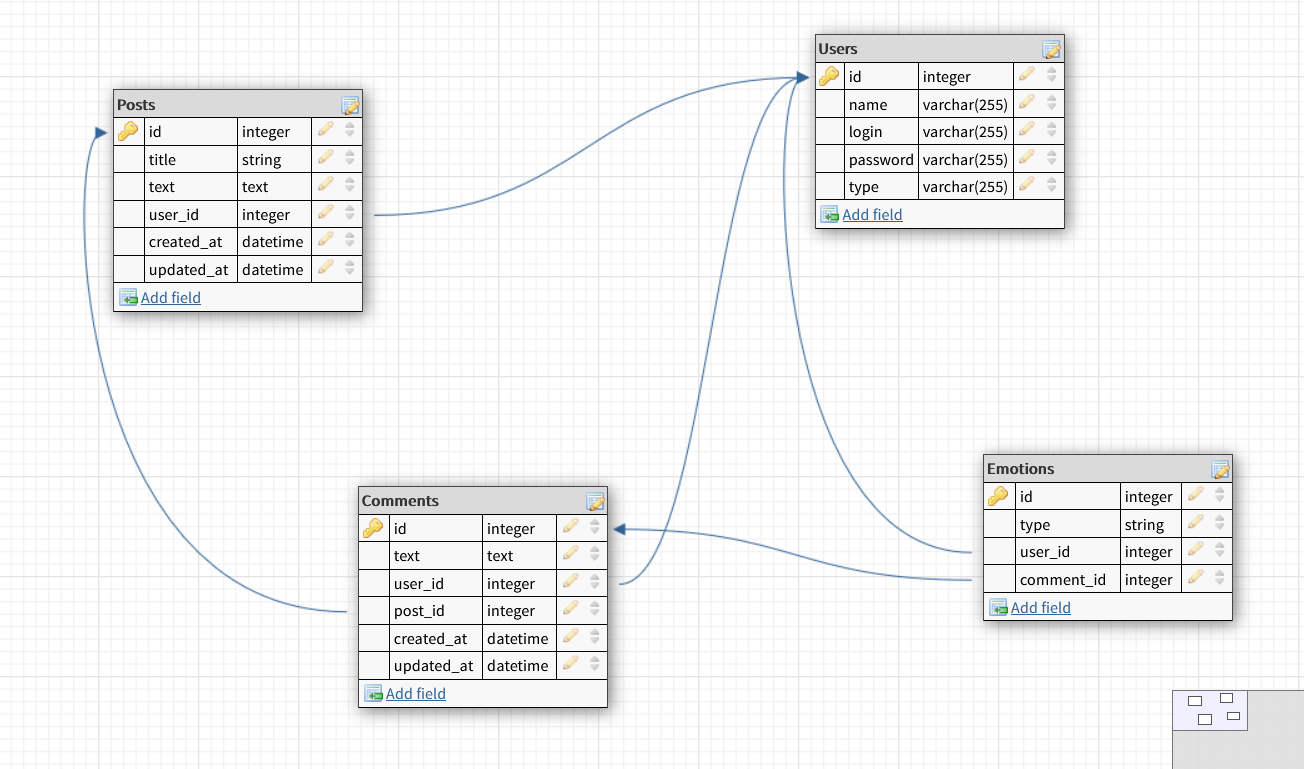 Posts
id integer
title string
text text
user_id integer
created_at datetime
updated_at datetime
Add field
Users
id integer
name varchar(255)
login varchar(255)
password varchar(255)
type varchar(255)
Add field
Comments
id integer
text text
user_id integer
post_id integer
created_at datetime
updated_at datetime
Add field
Emotions
id integer
type string
user_id integer
comment_id integer
Add field